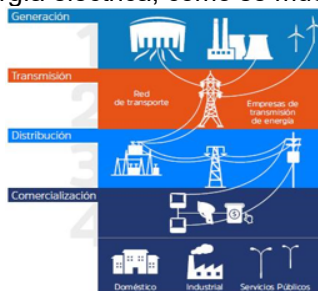 Generación
1
Transmisión
2
Red
de transporte
Empresas de
transmisión
de energía
Distribución
3
Comercialización
4
$
Doméstico
Industrial
Servicios Públicos